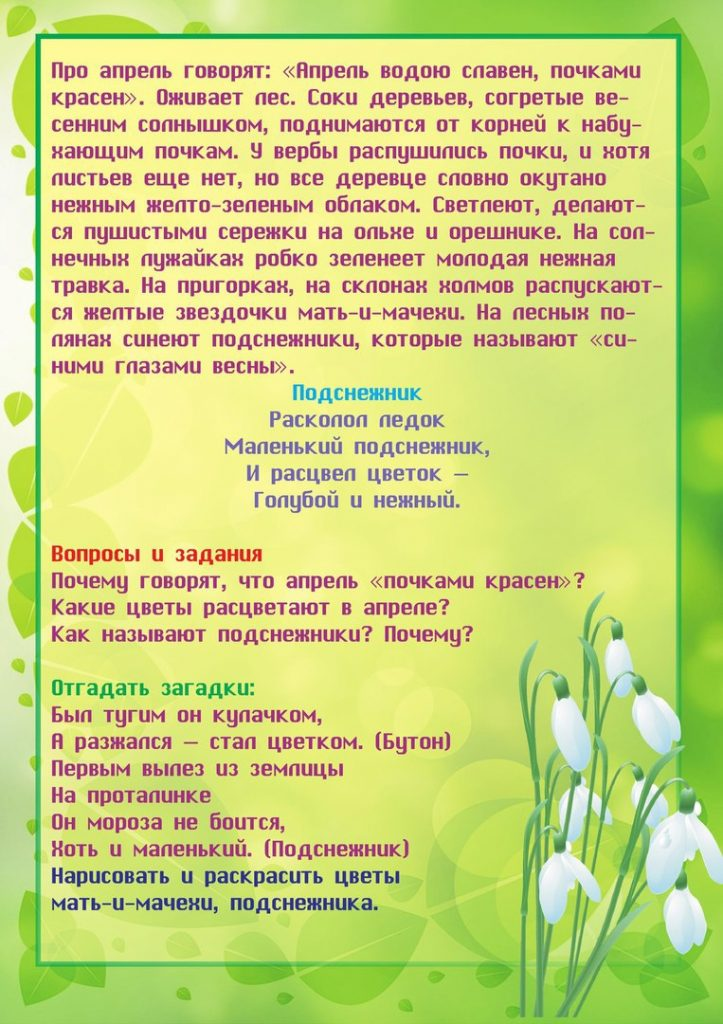 Про апрель говорят: «Апрель водою славен, почками
красен». Оживает лес. Соки деревьев, согретые ве-
сенним солнышком, поднимаются от корней к набу-
хающим почкам. У вербы распушились почки, и хотя
листьев еще нет, но все деревце словно окутано
нежным желто-зеленым облаком. Светлеют, делают-
ся пушистыми сережки на ольхе и орешнике. На сол-
нечных лужайках робко зеленеет молодая нежная
травка. На пригорках, на склонах холмов распускают-
ся желтые звездочки мать-и-мачехи. На лесных по-
лянах синеют подснежники, которые называют «си-
ними глазами весны».
Подснежник
Расколол ледок
Маленький подснежник,
И расцвел цветок –
Голубой и нежный.
Вопросы и задания
Почему говорят, что апрель «почками красен»?
Какие цветы расцветают в апреле?
Как называют подснежники? Почему?
Отгадать загадки:
Был тугим он кулачком,
А разжался – стал цветком. (Бутон)
Первым вылез из землицы
На проталинке
Он мороза не боится,
Хоть и маленький. (Подснежник)
Нарисовать и раскрасить цветы
мать-и-мачехи, подснежника.